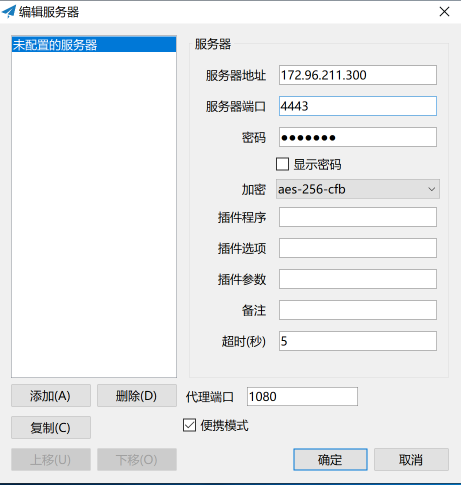 编辑服务器
未配置的服务器
服务器
服务器地址 172.96.211.300
服务器端口 4443
密码 ●●●●●●●
显示密码
加密 aes-256-cfb
插件程序
插件选项
插件参数
备注
超时(秒) 5
添加(A) 删除(D) 代理端口 1080
复制(C) 便携模式
上移(U) 下移(O) 确定 取消